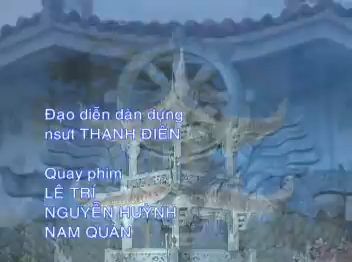 Đạo diễn dàn dựng
nsưt THANH ĐIỀN
Quay phim
LÊ TRÍ
NGUYỄN HUỲNH
NAM QUÂN